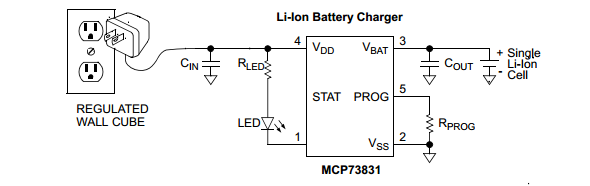 Li-Ion Battery Charger
4 VDD VBAT 3
CIN
RLED
COUT
+ Single
Li-Ion
- Cell
STAT PROG 5
REGULATED
WALL CUBE
LED
RPROG
1
VSS 2
MCP73831